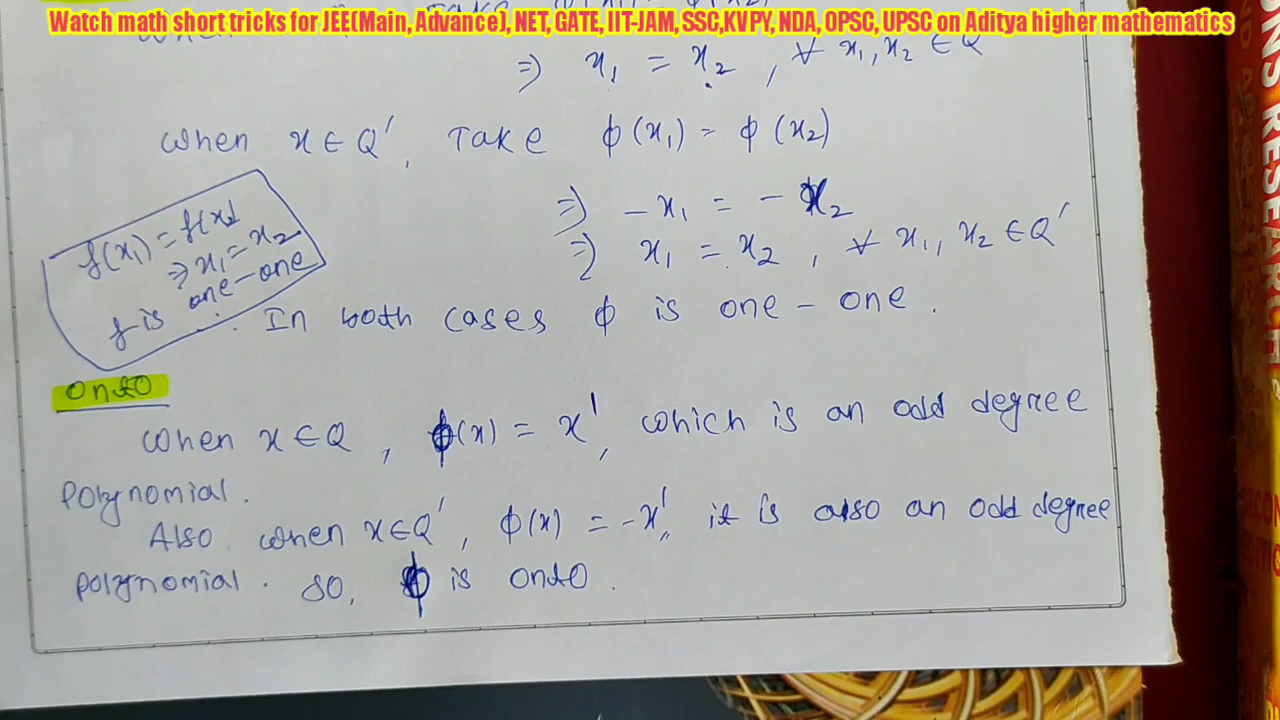 Watch math short tricks for JEE(Main, Advance), NET, GATE, IIT-JAM, SSC,KVPY, NDA, OPSC, UPSC on Aditya higher mathematics
⇒ x₁ = x₂ , ∀ x₁, x₂ ∈ Q
When x ∈ Q', Take ϕ(x₁) = ϕ(x₂)
⇒ -x₁ = -x₂
⇒ x₁ = x₂ , ∀ x₁, x₂ ∈ Q'
f(x₁) = f(x₂)
⇒ x₁ = x₂
f is one-one
∴ In both cases ϕ is one-one.
onto
When x ∈ Q , ϕ(x) = x¹, which is an odd degree
polynomial.
Also when x ∈ Q', ϕ(x) = -x¹, it is also an odd degree
polynomial. so, ϕ is onto.
ONS RESEARCH